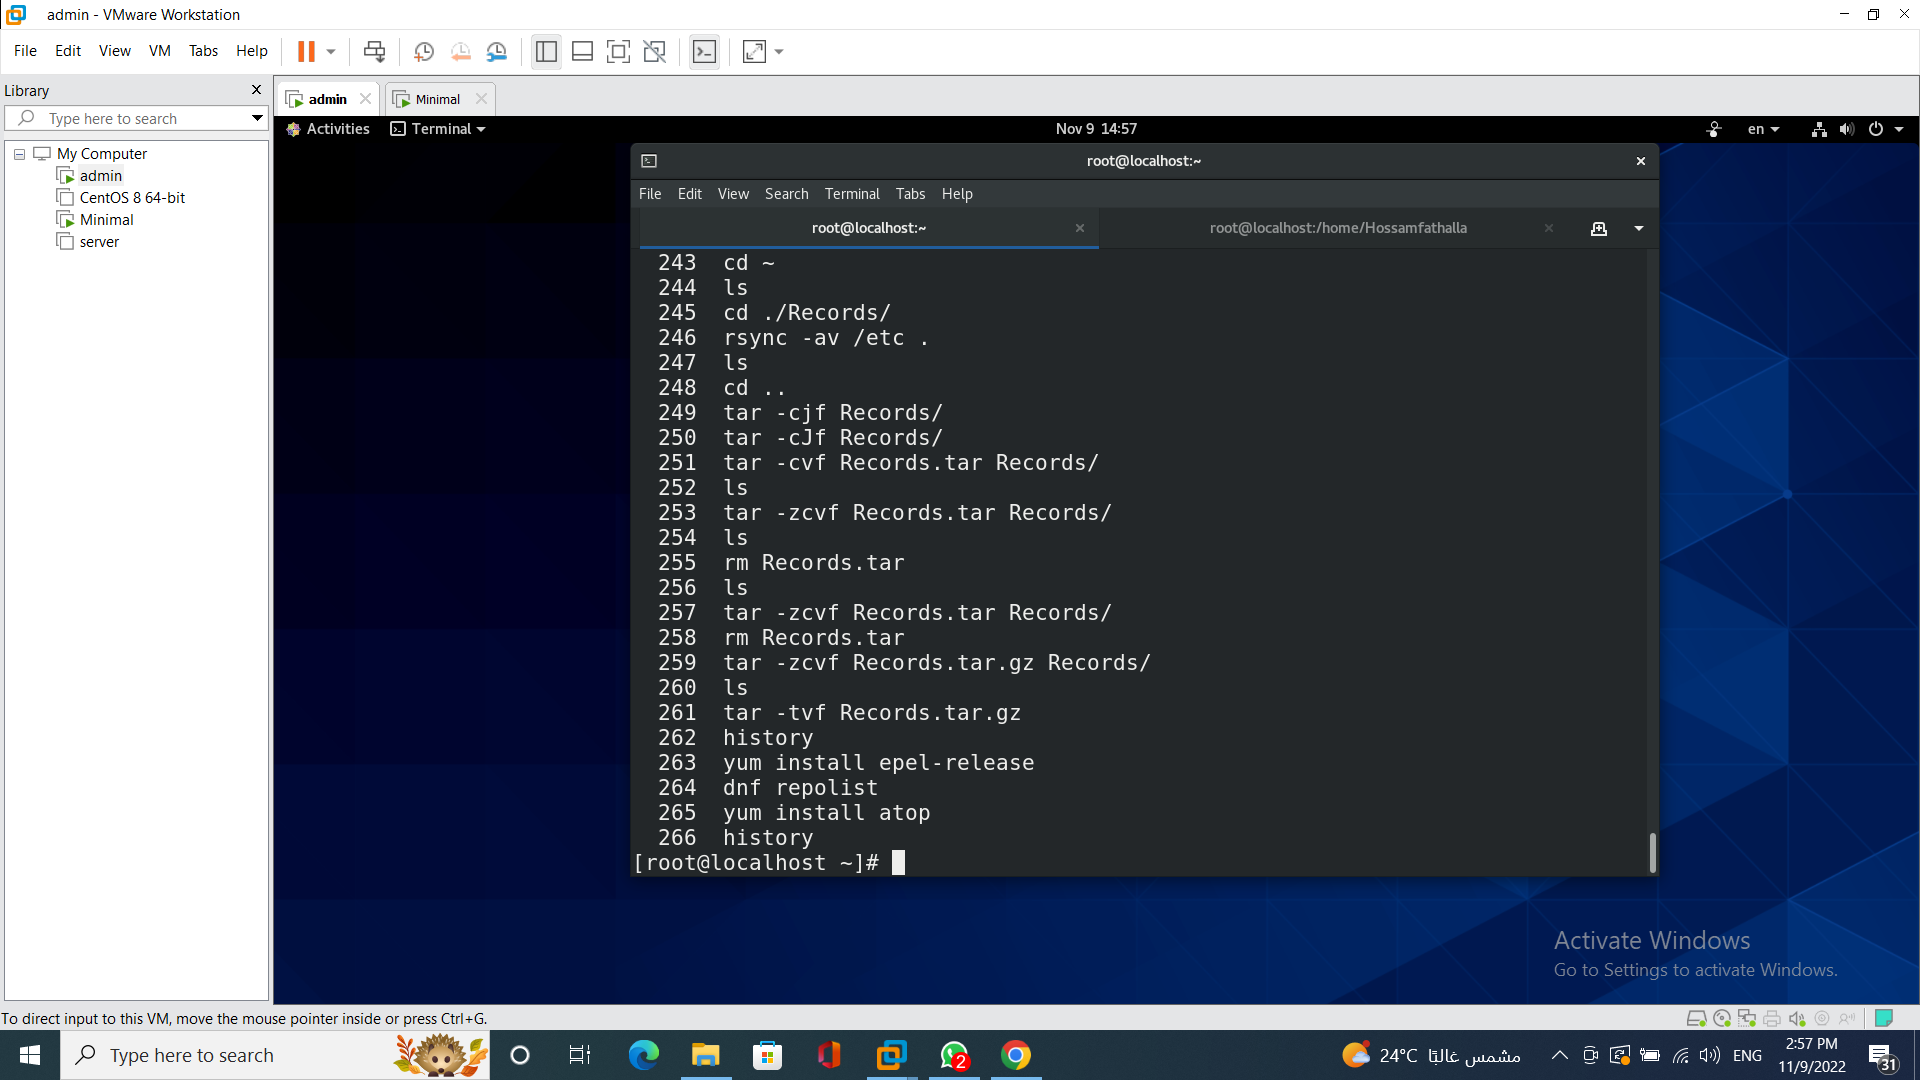 admin - VMware Workstation
File Edit View VM Tabs Help
Library
Type here to search
My Computer
admin
CentOS 8 64-bit
Minimal
server
admin
Minimal
Activities
Terminal
Nov 9 14:57
en
root@localhost:~
File Edit View Search Terminal Tabs Help
root@localhost:~
root@localhost:/home/Hossamfathalla
243 cd ~
244 ls
245 cd ./Records/
246 rsync -av /etc .
247 ls
248 cd ..
249 tar -cjf Records/
250 tar -cJf Records/
251 tar -cvf Records.tar Records/
252 ls
253 tar -zcvf Records.tar Records/
254 ls
255 rm Records.tar
256 ls
257 tar -zcvf Records.tar Records/
258 rm Records.tar
259 tar -zcvf Records.tar.gz Records/
260 ls
261 tar -tvf Records.tar.gz
262 history
263 yum install epel-release
264 dnf repolist
265 yum install atop
266 history
[root@localhost ~]#
Activate Windows
Go to Settings to activate Windows.
To direct input to this VM, move the mouse pointer inside or press Ctrl+G.
Type here to search
2
24°C مشمس غالبًا
ENG
2:57 PM
11/9/2022
31